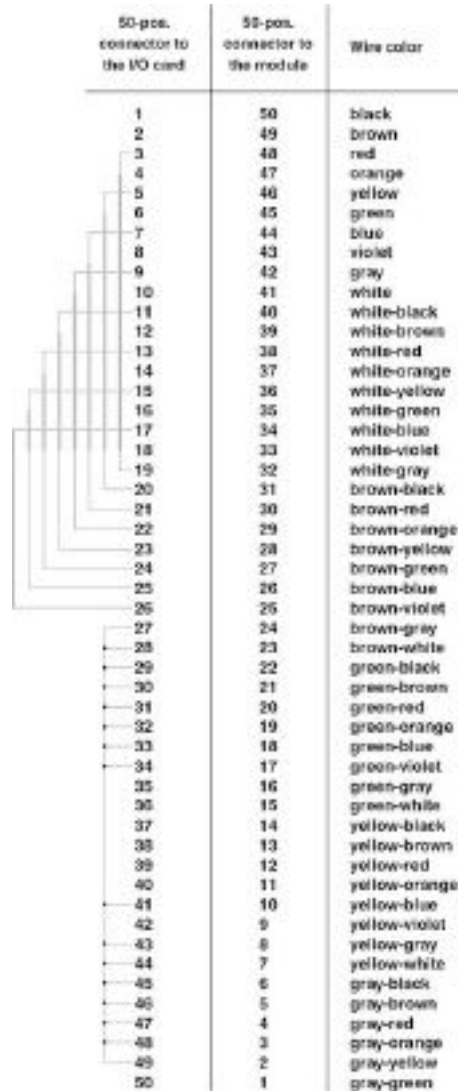 50-pos. 50-pos.
connector to connector to Wire color
the I/O card the module
1 50 black
2 49 brown
3 48 red
4 47 orange
5 46 yellow
6 45 green
7 44 blue
8 43 violet
9 42 gray
10 41 white
11 40 white-black
12 39 white-brown
13 38 white-red
14 37 white-orange
15 36 white-yellow
16 35 white-green
17 34 white-blue
18 33 white-violet
19 32 white-gray
20 31 brown-black
21 30 brown-red
22 29 brown-orange
23 28 brown-yellow
24 27 brown-green
25 26 brown-blue
26 25 brown-violet
27 24 brown-gray
28 23 brown-white
29 22 green-black
30 21 green-brown
31 20 green-red
32 19 green-orange
33 18 green-blue
34 17 green-violet
35 16 green-gray
36 15 green-white
37 14 yellow-black
38 13 yellow-brown
39 12 yellow-red
40 11 yellow-orange
41 10 yellow-blue
42 9 yellow-violet
43 8 yellow-gray
44 7 yellow-white
45 6 gray-black
46 5 gray-brown
47 4 gray-red
48 3 gray-orange
49 2 gray-yellow
50 1 gray-green